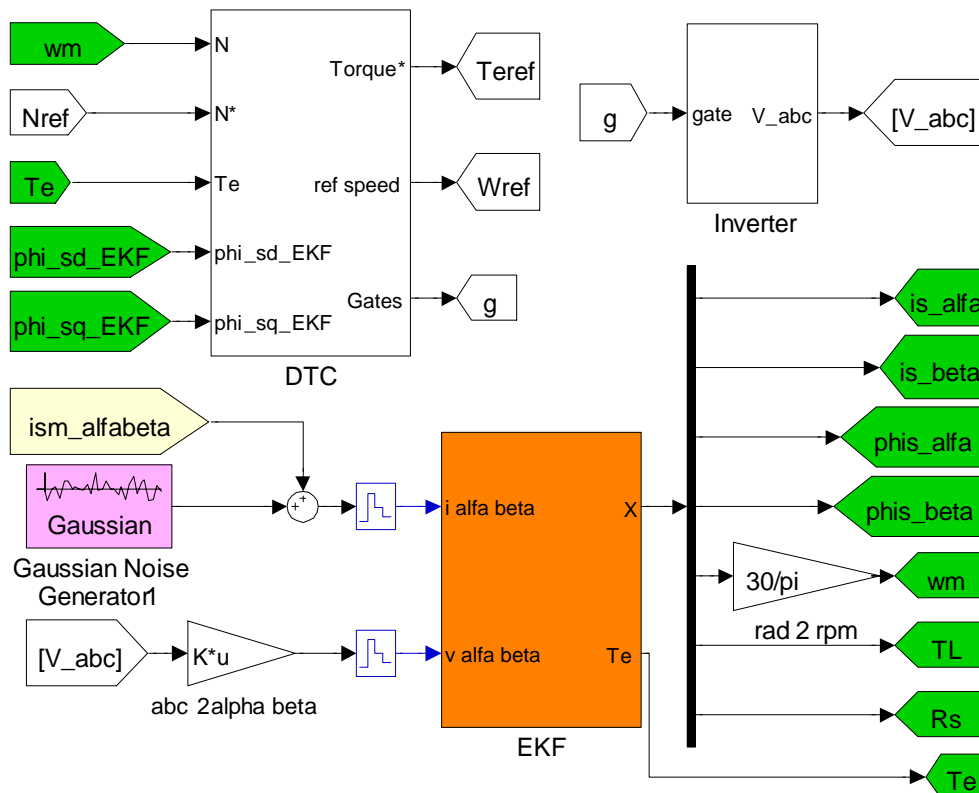 wm
N
Nref
N*
Te
Te
phi_sd_EKF
phi_sd_EKF
phi_sq_EKF
phi_sq_EKF
Torque*
ref speed
Gates
DTC
Teref
Wref
g
g
gate
V_abc
Inverter
[V_abc]
ism_alfabeta
Gaussian
Gaussian Noise
Generator1
+
+
[V_abc]
K*u
abc 2alpha beta
i alfa beta
v alfa beta
X
Te
EKF
is_alfa
is_beta
phis_alfa
phis_beta
30/pi
rad 2 rpm
wm
TL
Rs
Te